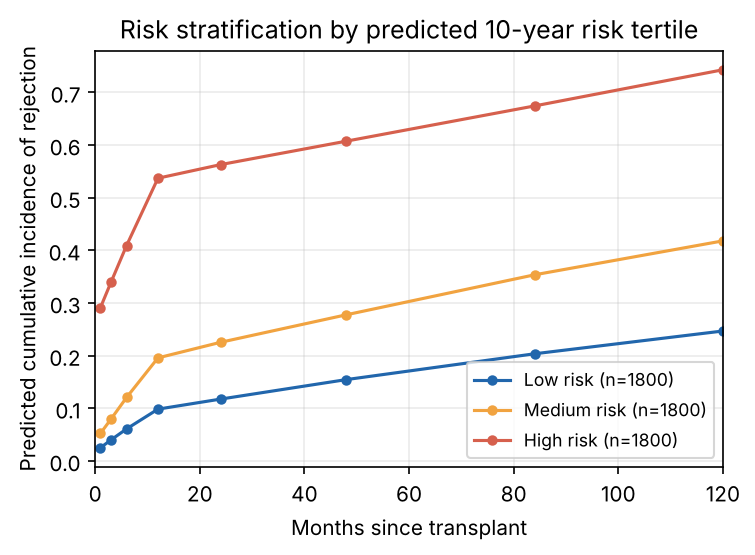 Risk stratification by predicted 10-year risk tertile
Predicted cumulative incidence of rejection
0.7
0.6
0.5
0.4
0.3
0.2
0.1
0.0
Low risk (n=1800)
Medium risk (n=1800)
High risk (n=1800)
0 20 40 60 80 100 120
Months since transplant